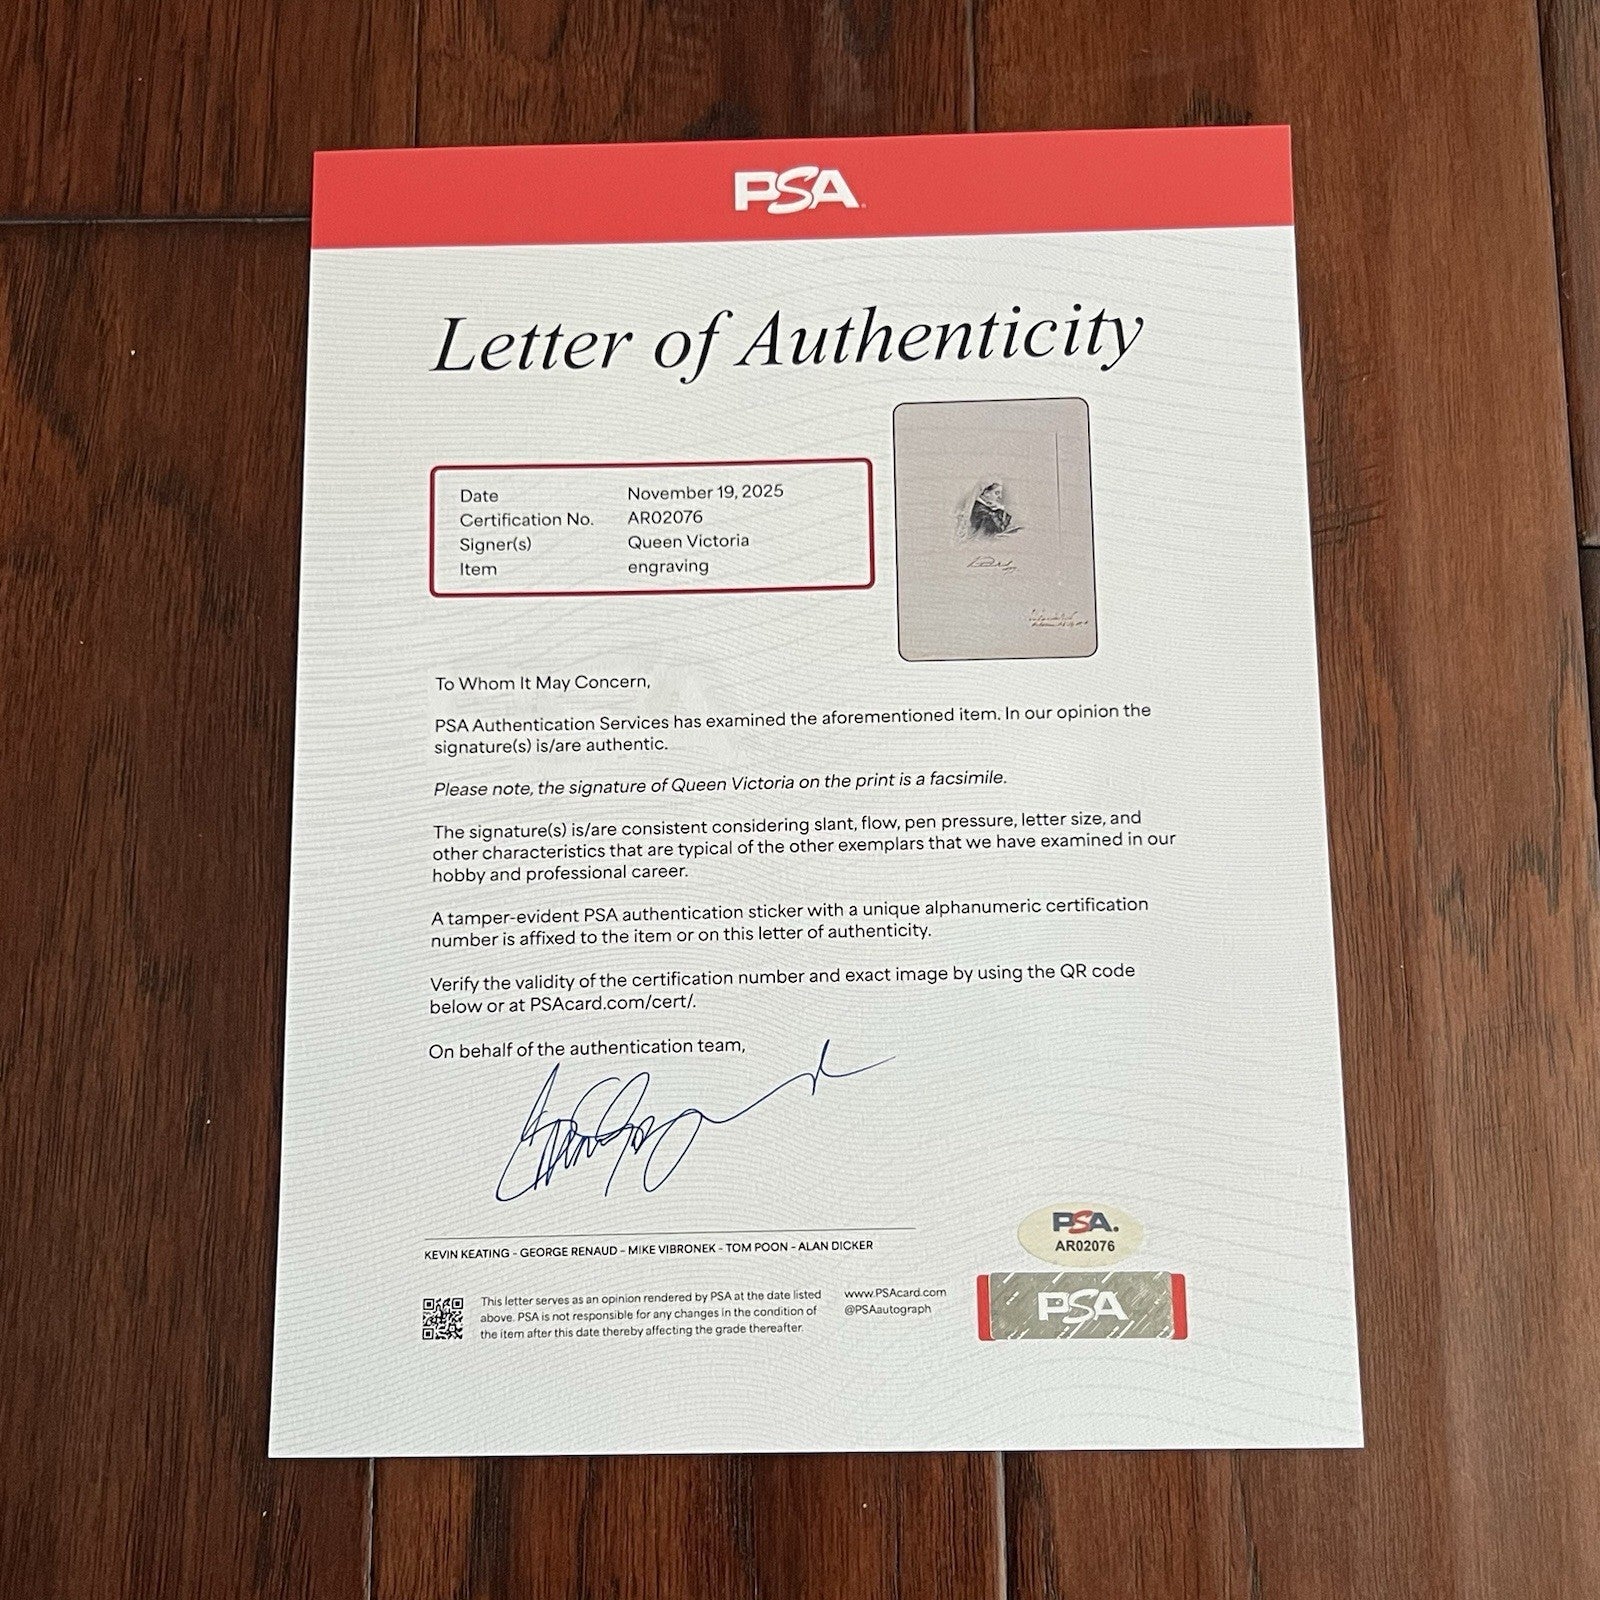 PSA
Letter of Authenticity
Date November 19, 2025
Certification No. AR02076
Signer(s) Queen Victoria
Item engraving
To Whom It May Concern,
PSA Authentication Services has examined the aforementioned item. In our opinion the
signature(s) is/are authentic.
Please note, the signature of Queen Victoria on the print is a facsimile.
The signature(s) is/are consistent considering slant, flow, pen pressure, letter size, and
other characteristics that are typical of the other exemplars that we have examined in our
hobby and professional career.
A tamper-evident PSA authentication sticker with a unique alphanumeric certification
number is affixed to the item or on this letter of authenticity.
Verify the validity of the certification number and exact image by using the QR code
below or at PSAcard.com/cert/.
On behalf of the authentication team,
KEVIN KEATING - GEORGE RENAUD - MIKE VIBRONEK - TOM POON - ALAN DICKER
This letter serves as an opinion rendered by PSA at the date listed
above. PSA is not responsible for any changes in the condition of
the item after this date thereby affecting the grade thereafter.
www.PSAcard.com
@PSAautograph
PSA.
AR02076
PSA